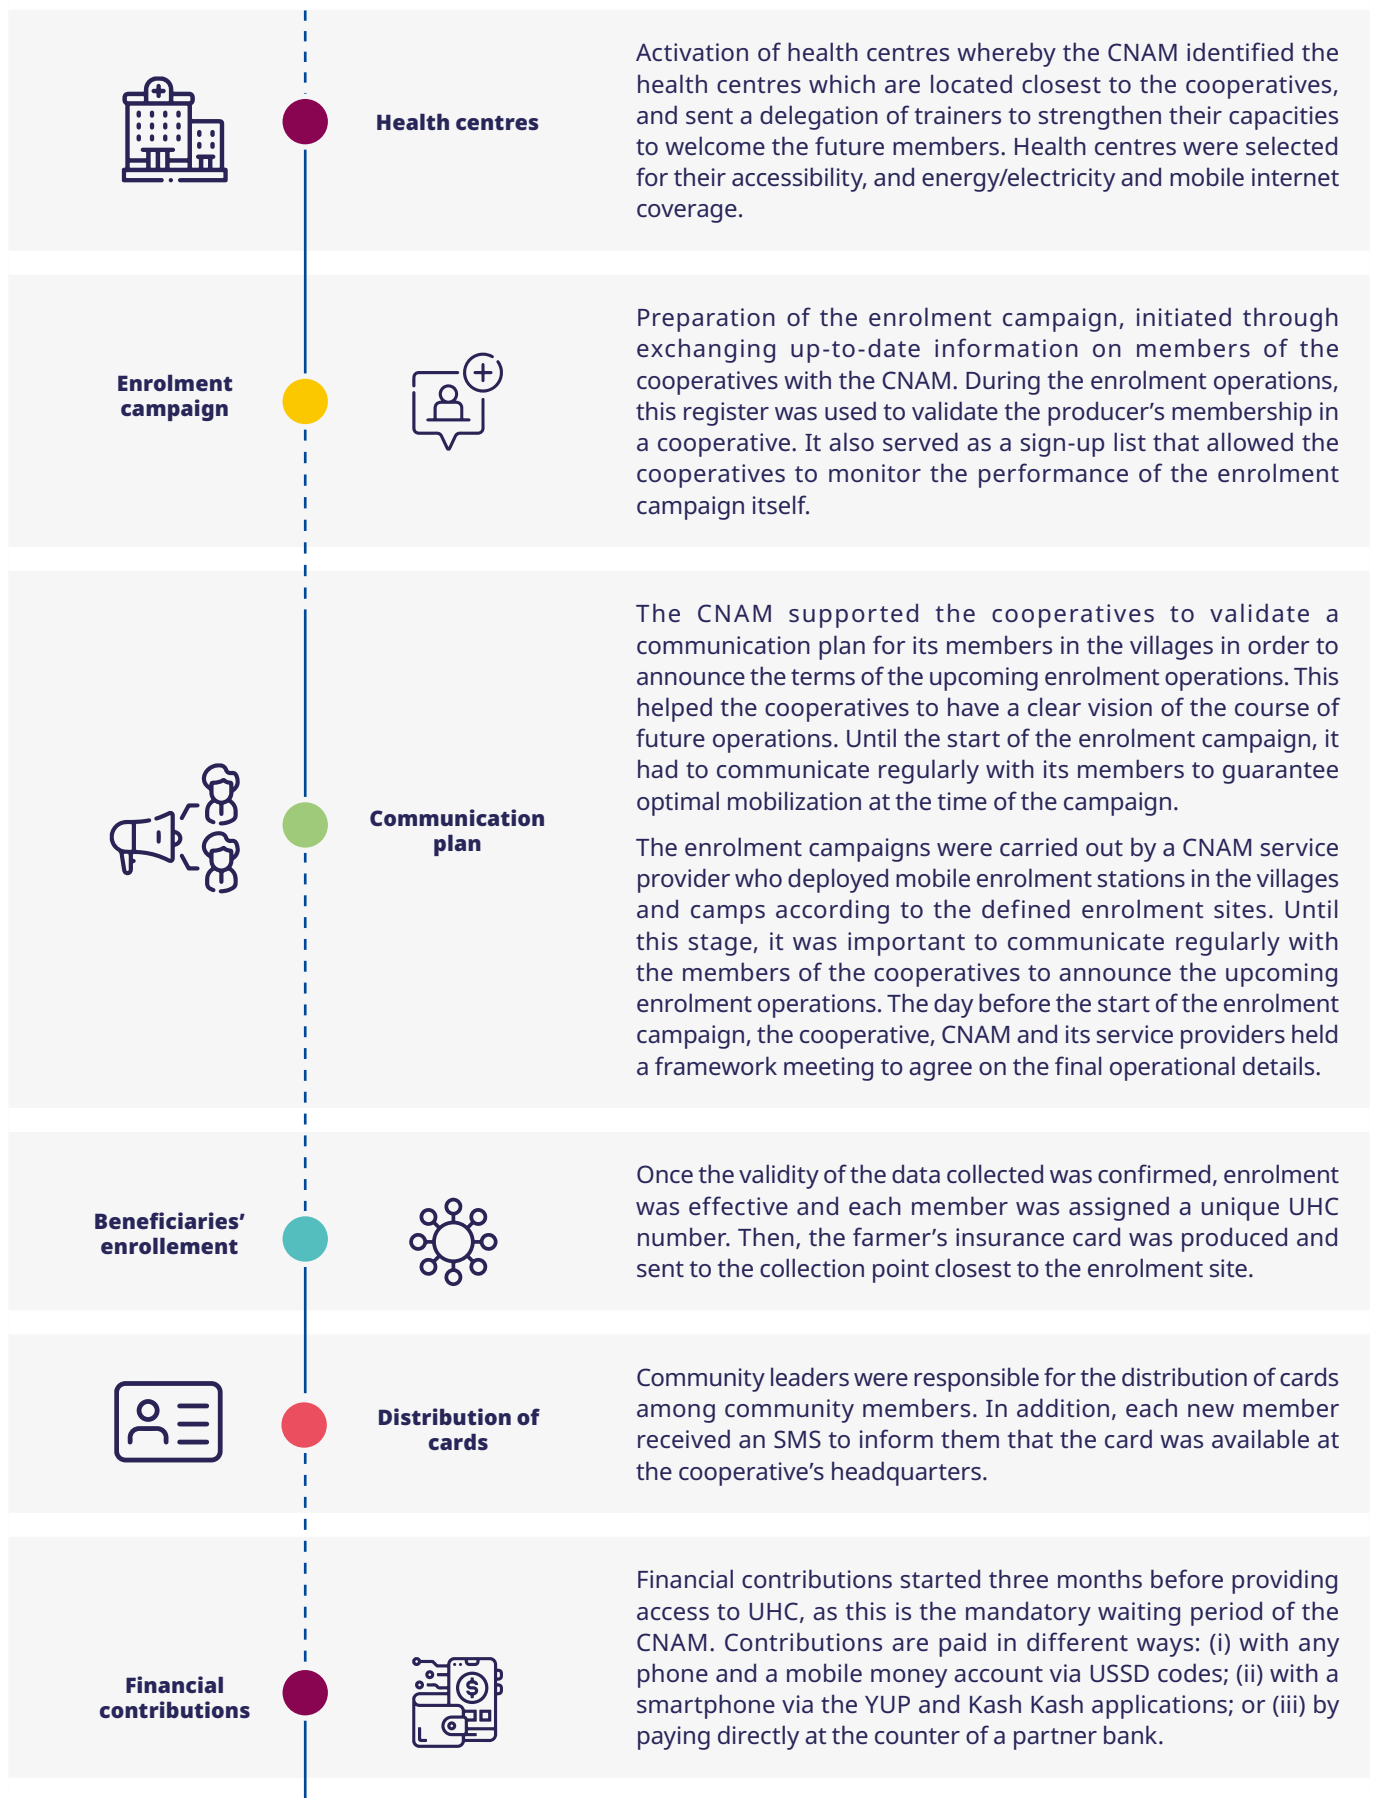 Health centres
Activation of health centres whereby the CNAM identified the
health centres which are located closest to the cooperatives,
and sent a delegation of trainers to strengthen their capacities
to welcome the future members. Health centres were selected
for their accessibility, and energy/electricity and mobile internet
coverage.
Enrolment
campaign
Preparation of the enrolment campaign, initiated through
exchanging up-to-date information on members of the
cooperatives with the CNAM. During the enrolment operations,
this register was used to validate the producer’s membership in
a cooperative. It also served as a sign-up list that allowed the
cooperatives to monitor the performance of the enrolment
campaign itself.
Communication
plan
The CNAM supported the cooperatives to validate a
communication plan for its members in the villages in order to
announce the terms of the upcoming enrolment operations. This
helped the cooperatives to have a clear vision of the course of
future operations. Until the start of the enrolment campaign, it
had to communicate regularly with its members to guarantee
optimal mobilization at the time of the campaign.
The enrolment campaigns were carried out by a CNAM service
provider who deployed mobile enrolment stations in the villages
and camps according to the defined enrolment sites. Until
this stage, it was important to communicate regularly with
the members of the cooperatives to announce the upcoming
enrolment operations. The day before the start of the enrolment
campaign, the cooperative, CNAM and its service providers held
a framework meeting to agree on the final operational details.
Beneficiaries’
enrollement
Once the validity of the data collected was confirmed, enrolment
was effective and each member was assigned a unique UHC
number. Then, the farmer’s insurance card was produced and
sent to the collection point closest to the enrolment site.
Distribution of
cards
Community leaders were responsible for the distribution of cards
among community members. In addition, each new member
received an SMS to inform them that the card was available at
the cooperative’s headquarters.
Financial
contributions
Financial contributions started three months before providing
access to UHC, as this is the mandatory waiting period of the
CNAM. Contributions are paid in different ways: (i) with any
phone and a mobile money account via USSD codes; (ii) with a
smartphone via the YUP and Kash Kash applications; or (iii) by
paying directly at the counter of a partner bank.